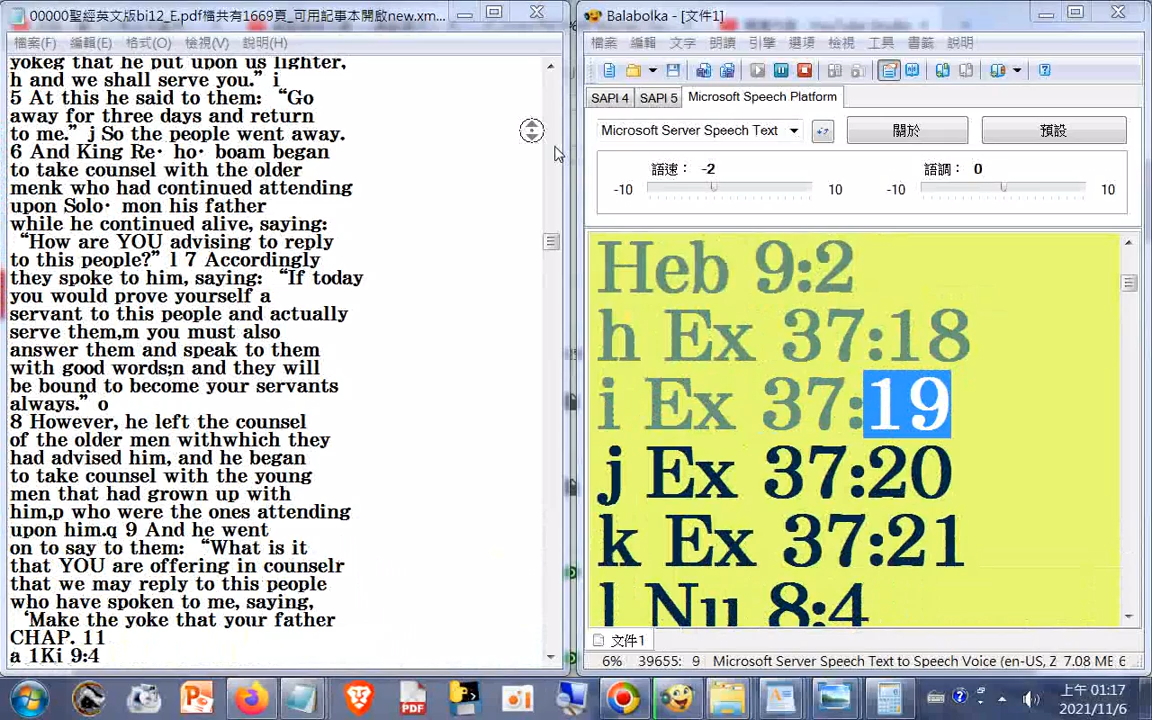 00000聖經英文版bi12_E.pdf檔共有1669頁_可用記事本開啟new.xm...
檔案(F) 編輯(E) 格式(O) 檢視(V) 說明(H)
yokeg that he put upon us lighter,
h and we shall serve you.” i
5 At this he said to them: “Go
away for three days and return
to me.” j So the people went away.
6 And King Re· ho· boam began
to take counsel with the older
menk who had continued attending
upon Solo· mon his father
while he continued alive, saying:
“How are YOU advising to reply
to this people?” l 7 Accordingly
they spoke to him, saying: “If today
you would prove yourself a
servant to this people and actually
serve them,m you must also
answer them and speak to them
with good words;n and they will
be bound to become your servants
always.” o
8 However, he left the counsel
of the older men withwhich they
had advised him, and he began
to take counsel with the young
men that had grown up with
him,p who were the ones attending
upon him.q 9 And he went
on to say to them: “What is it
that YOU are offering in counselr
that we may reply to this people
who have spoken to me, saying,
‘Make the yoke that your father
CHAP. 11
a 1Ki 9:4
Balabolka - [文件1]
檔案 編輯 文字 朗讀 引擎 選項 檢視 工具 書籤 說明
SAPI 4 SAPI 5 Microsoft Speech Platform
Microsoft Server Speech Text 關於 預設
語速： -2 語調： 0
-10 10 -10 10
Heb 9:2
h Ex 37:18
i Ex 37:19
j Ex 37:20
k Ex 37:21
l Nu 8:4
文件1
6% 39655: 9 Microsoft Server Speech Text to Speech Voice (en-US, Z 7.08 MB 6
PDF
上午 01:17
2021/11/6